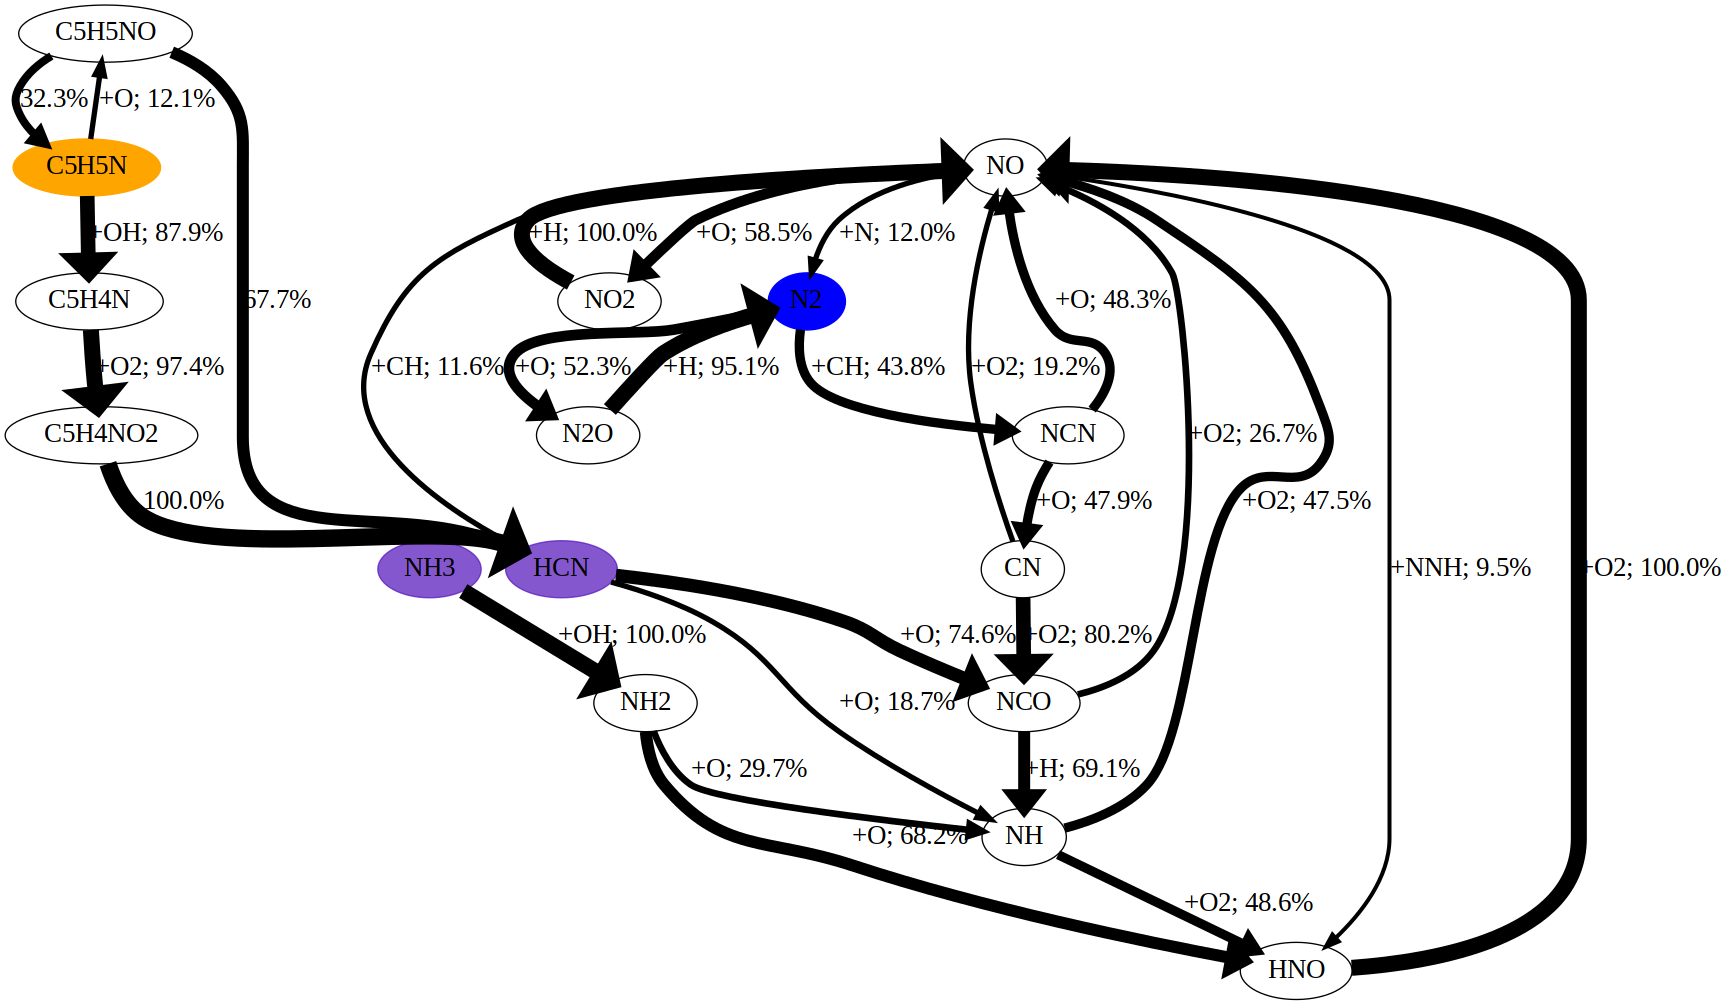 C5H5NO
32.3%
+O; 12.1%
C5H5N
NO
+OH; 87.9%
+H; 100.0%
+O; 58.5%
+N; 12.0%
C5H4N
67.7%
NO2
N2
+O; 48.3%
+O2; 97.4%
+CH; 11.6%
+O; 52.3%
+H; 95.1%
+CH; 43.8%
+O2; 19.2%
C5H4NO2
N2O
NCN
+O2; 26.7%
100.0%
+O; 47.9%
+O2; 47.5%
NH3
HCN
CN
+NNH; 9.5%
+O2; 100.0%
+OH; 100.0%
+O; 74.6%
+O2; 80.2%
NH2
+O; 18.7%
NCO
+O; 29.7%
+H; 69.1%
+O; 68.2%
NH
+O2; 48.6%
HNO